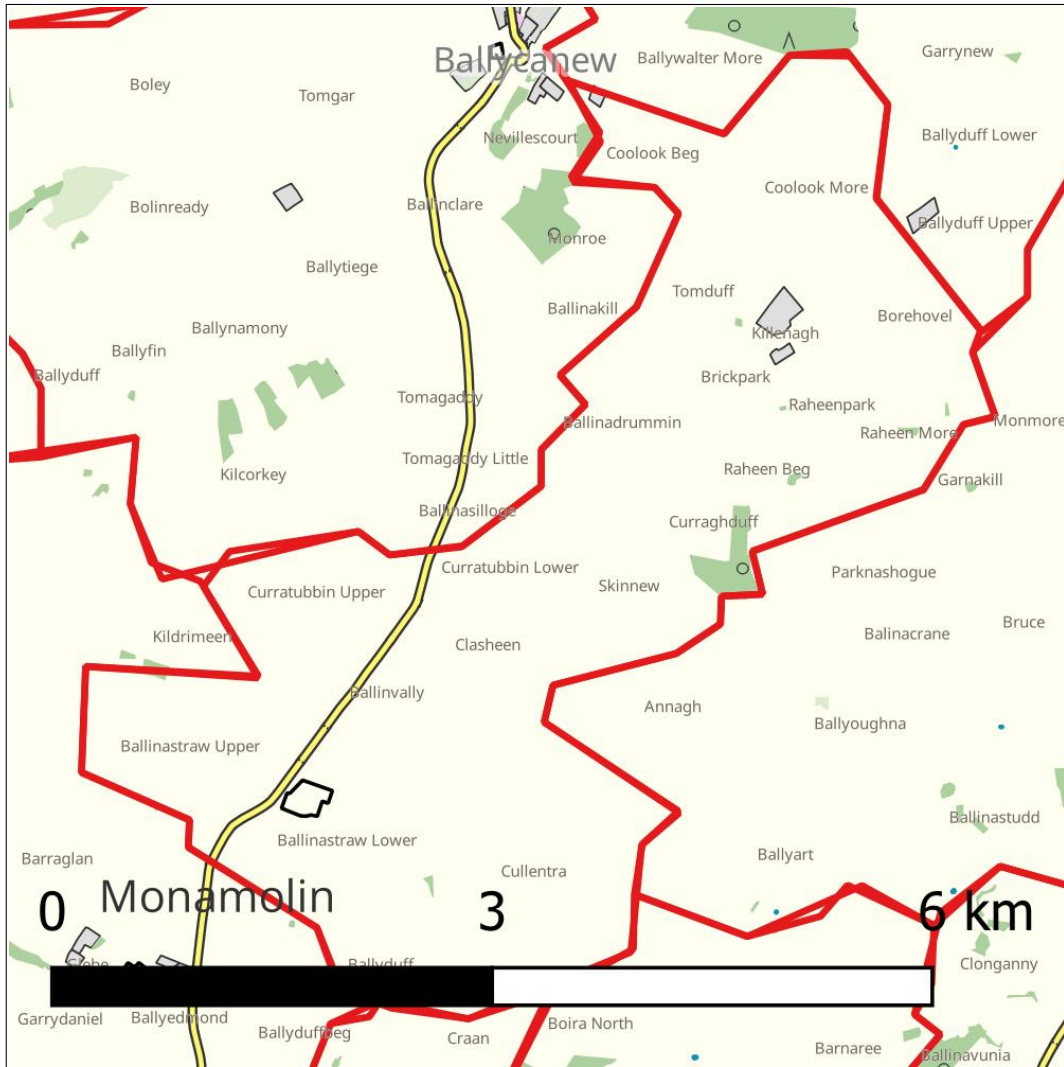 Ballycanew
Ballywalter More
Garrynew
Boley
Tomgar
Nevillescourt
Ballyduff Lower
Coolook Beg
Coolook More
Bolinready
Ballinclare
Ballyduff Upper
Monroe
Ballytiege
Tomduff
Ballinakill
Borehovel
Ballynamony
Killenagh
Ballyfin
Ballyduff
Brickpark
Tomagaddy
Raheenpark
Ballinadrummin
Monmore
Raheen More
Tomagaddy Little
Raheen Beg
Kilcorkey
Garnakill
Ballinasilloge
Curraghduff
Curratubbin Lower
Parknashogue
Skinnew
Curratubbin Upper
Bruce
Kildrimeen
Balinacrane
Clasheen
Ballinvally
Annagh
Ballyoughna
Ballinastraw Upper
Ballinastudd
Ballinastraw Lower
Ballyart
Barraglan
Cullentra
Monamolin
0
3
6 km
Glebe
Ballyduff
Clonganny
Garrydaniel
Ballyedmond
Boira North
Ballyduffbeg
Craan
Barnaree
Ballinavunia